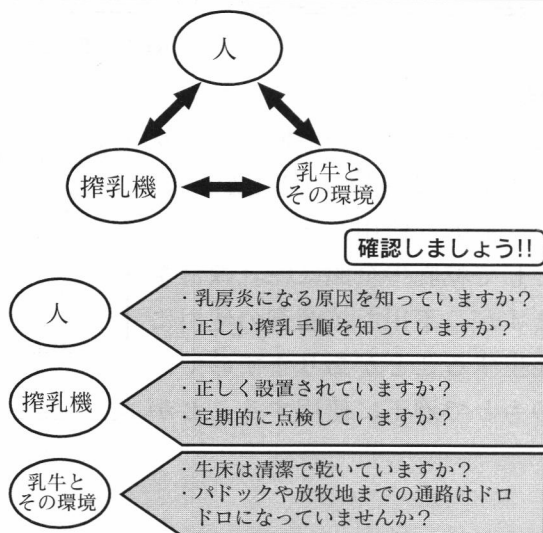 人
搾乳機
乳牛と
その環境
確認しましょう!!
人
・乳房炎になる原因を知っていますか？
・正しい搾乳手順を知っていますか？
搾乳機
・正しく設置されていますか？
・定期的に点検していますか？
乳牛と
その環境
・牛床は清潔で乾いていますか？
・パドックや放牧地までの通路はドロ
ドロになっていませんか？